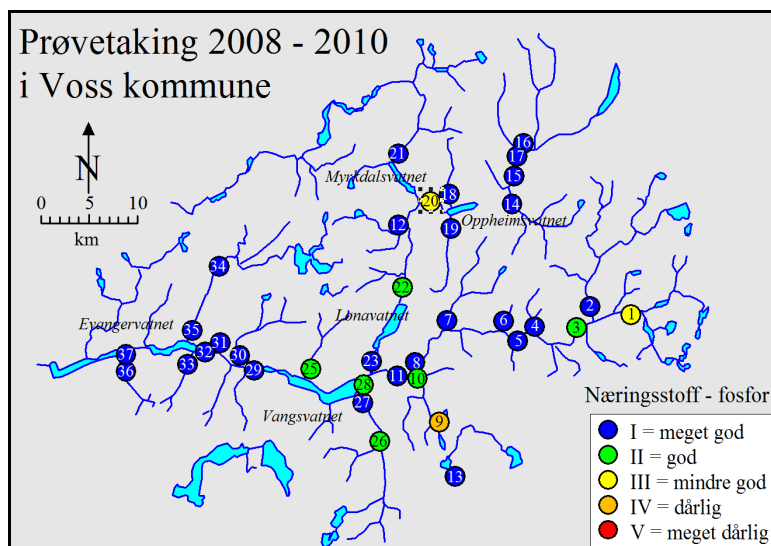 Prøvetaking 2008 - 2010
i Voss kommune
N
0 5 10
km
16
17
21
15
Myrkdalsvatnet
18
20
14
Oppheimsvatnet
12
19
34
22
2
Lønavatnet
1
7
6
4
3
Evangervatnet
35
5
31
37
32
30
23
8
36
33
29
25
11
10
28
Næringsstoff - fosfor
27
Vangsvatnet
9
26
13
I = meget god
II = god
III = mindre god
IV = dårlig
V = meget dårlig